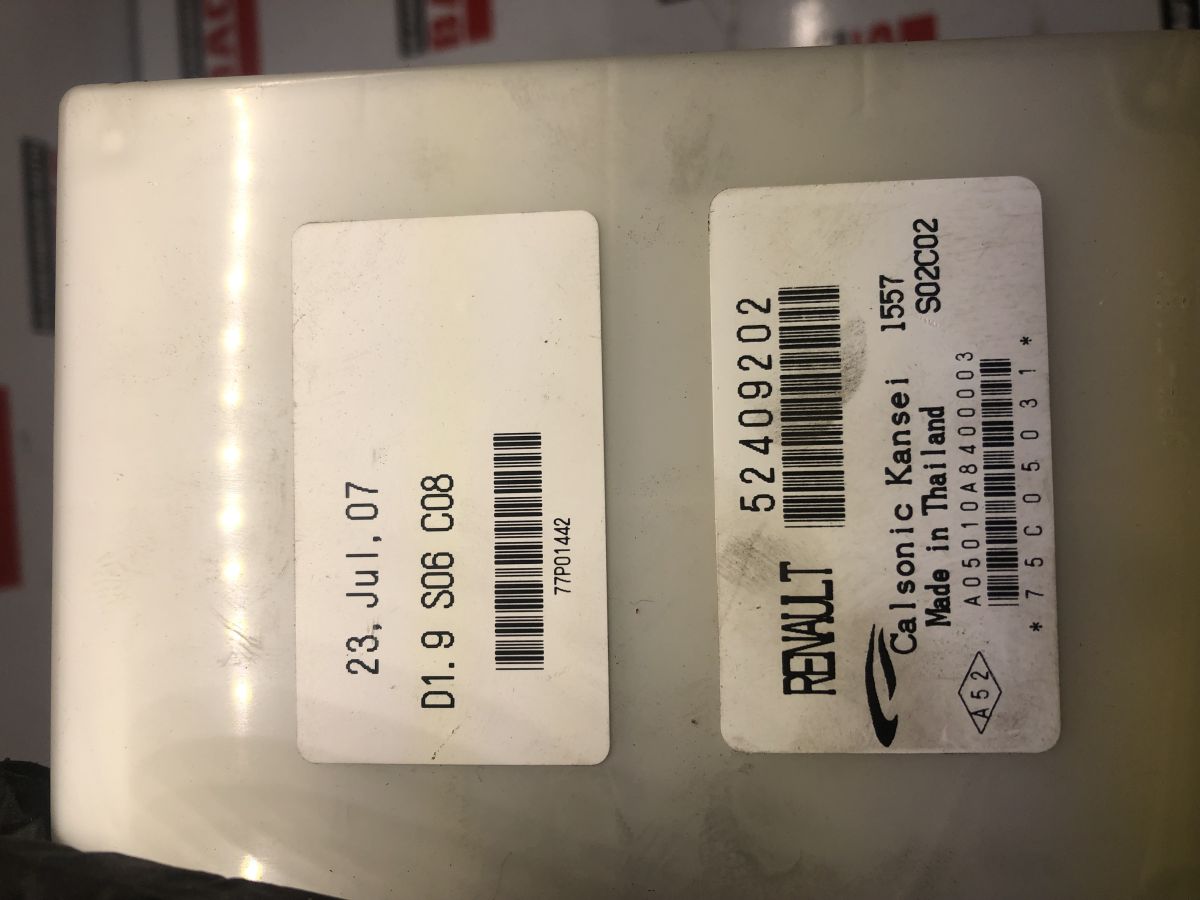 23, Jul, 07
D1. 9 S06 C08
77P01442
RENAULT 52409202
Calsonic Kansei 1557
Made in Thailand S02C02
A52 A05010A8400003
*75C05031*